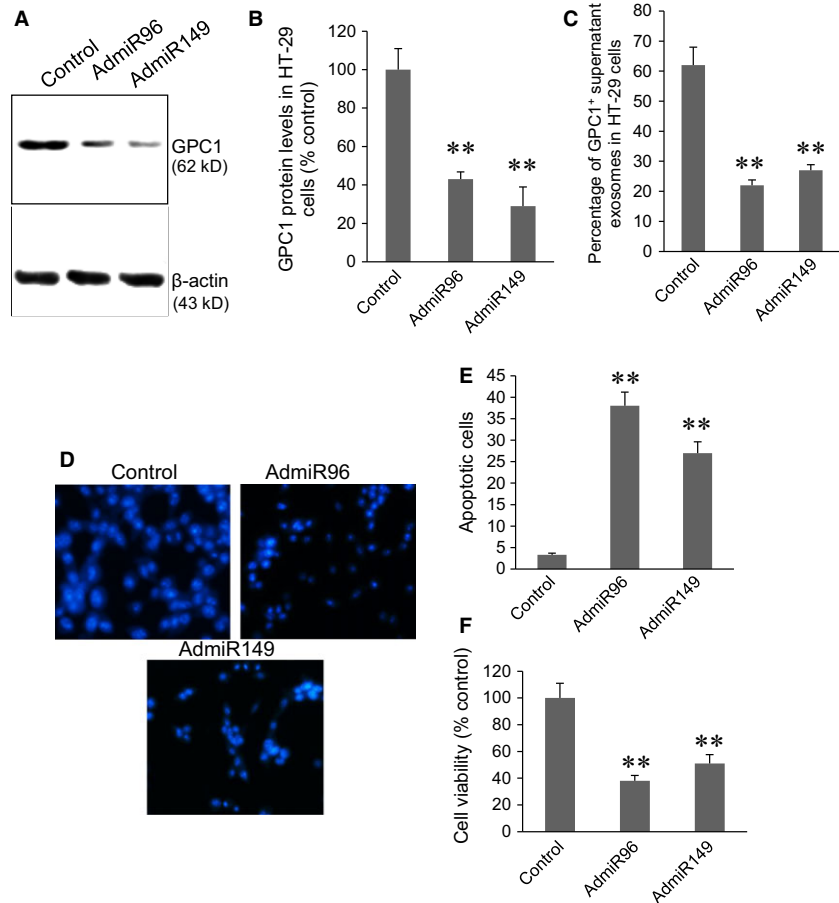 A
Control
AdmiR96
AdmiR149
GPC1
(62 kD)
β-actin
(43 kD)
B
GPC1 protein levels in HT-29
cells (% control)
120
100
80
60
40
20
0
**
**
Control
AdmiR96
AdmiR149
C
Percentage of GPC1⁺ supernatant
exosomes in HT-29 cells
80
70
60
50
40
30
20
10
0
**
**
Control
AdmiR96
AdmiR149
D
Control
AdmiR96
AdmiR149
E
Apoptotic cells
45
40
35
30
25
20
15
10
5
0
**
**
Control
AdmiR96
AdmiR149
F
Cell viability (% control)
120
100
80
60
40
20
0
**
**
Control
AdmiR96
AdmiR149